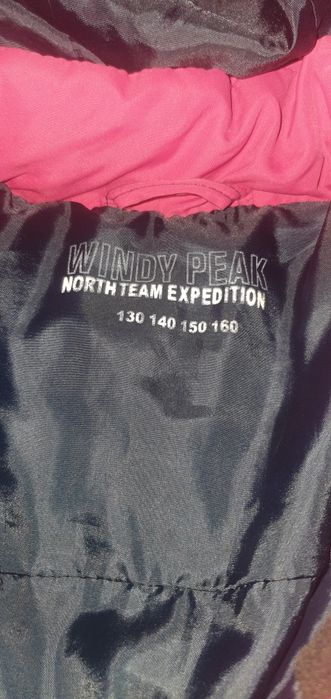 WINDY PEAK
NORTH TEAM EXPEDITION
130 140 150 160